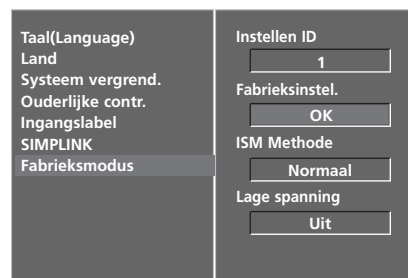 Taal(Language)
Land
Systeem vergrend.
Ouderlijke contr.
Ingangslabel
SIMPLINK
Fabrieksmodus
Instellen ID
1
Fabrieksinstel.
OK
ISM Methode
Normaal
Lage spanning
Uit